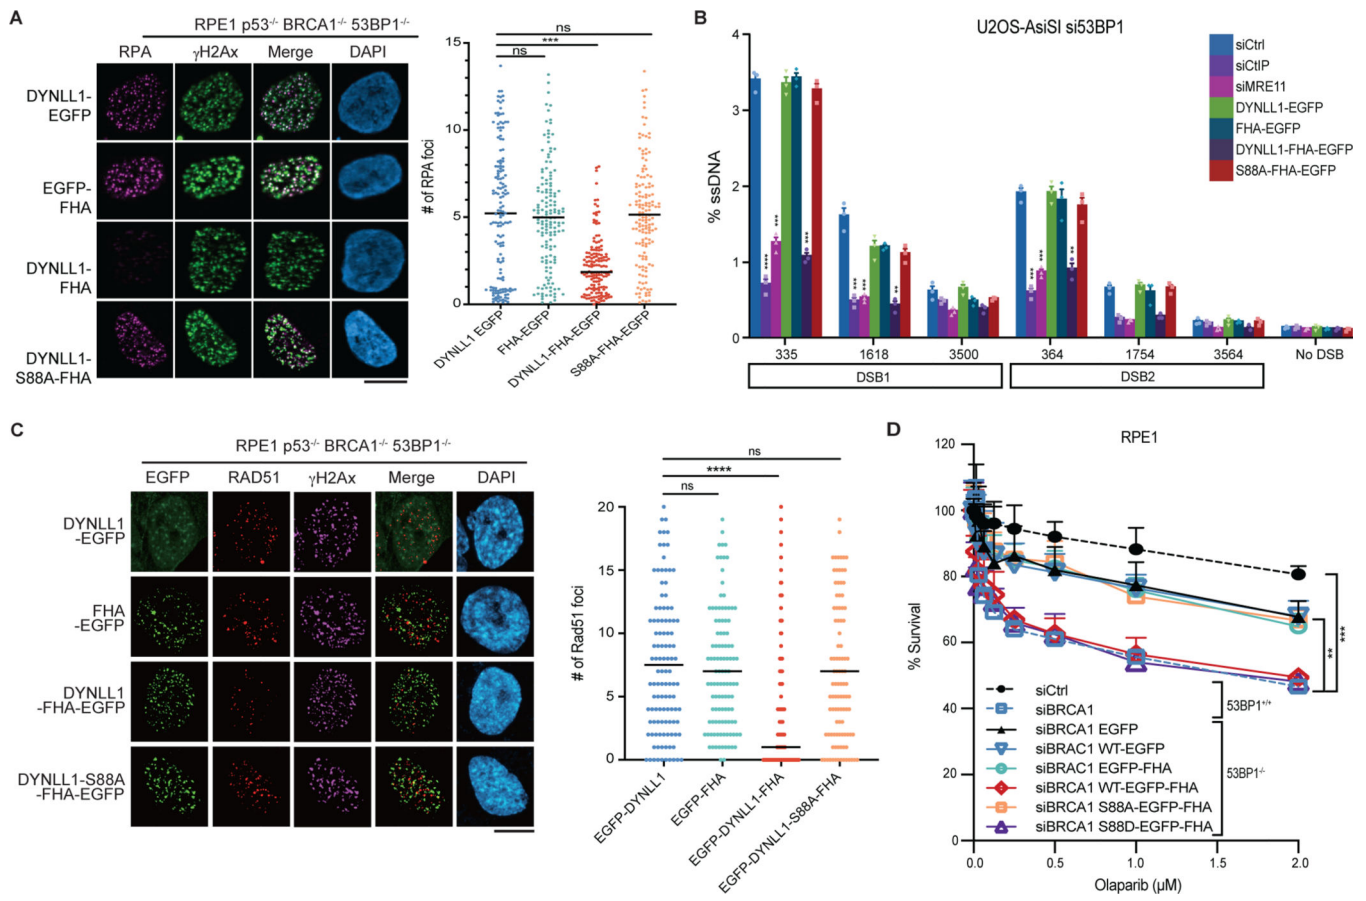 A
RPE1 p53-/- BRCA1-/- 53BP1-/-
RPA γH2Ax Merge DAPI
DYNLL1-
EGFP
EGFP-
FHA
DYNLL1-
FHA
DYNLL1-
S88A-FHA
# of RPA foci
15
10
5
0
ns
***
ns
DYNLL1 EGFP
FHA-EGFP
DYNLL1-FHA-EGFP
S88A-FHA-EGFP
B
U2OS-AsiSI si53BP1
% ssDNA
4
3
2
1
0
siCtrl
siCtIP
siMRE11
DYNLL1-EGFP
FHA-EGFP
DYNLL1-FHA-EGFP
S88A-FHA-EGFP
**** *** ***
*** *** **
*** *** **
335 1618 3500 364 1754 3564 No DSB
DSB1 DSB2
C
RPE1 p53-/- BRCA1-/- 53BP1-/-
EGFP RAD51 γH2Ax Merge DAPI
DYNLL1
-EGFP
FHA
-EGFP
DYNLL1
-FHA-EGFP
DYNLL1-S88A
-FHA-EGFP
# of Rad51 foci
20
15
10
5
0
ns
****
ns
EGFP-DYNLL1
EGFP-FHA
EGFP-DYNLL1-FHA
EGFP-DYNLL1-S88A-FHA
D
RPE1
% Survival
120
100
80
60
40
20
0
siCtrl
siBRCA1
53BP1+/+
siBRCA1 EGFP
siBRAC1 WT-EGFP
siBRAC1 EGFP-FHA
siBRCA1 WT-EGFP-FHA
siBRCA1 S88A-EGFP-FHA
siBRCA1 S88D-EGFP-FHA
53BP1-/-
**
***
0.0 0.5 1.0 1.5 2.0
Olaparib (µM)